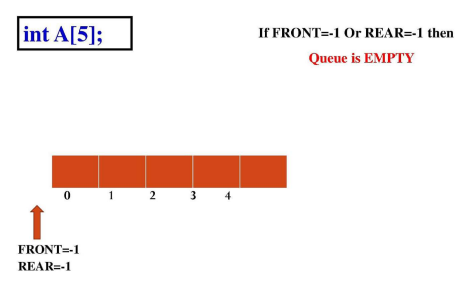 int A[5];
If FRONT=-1 Or REAR=-1 then
Queue is EMPTY
0 1 2 3 4
FRONT=-1
REAR=-1